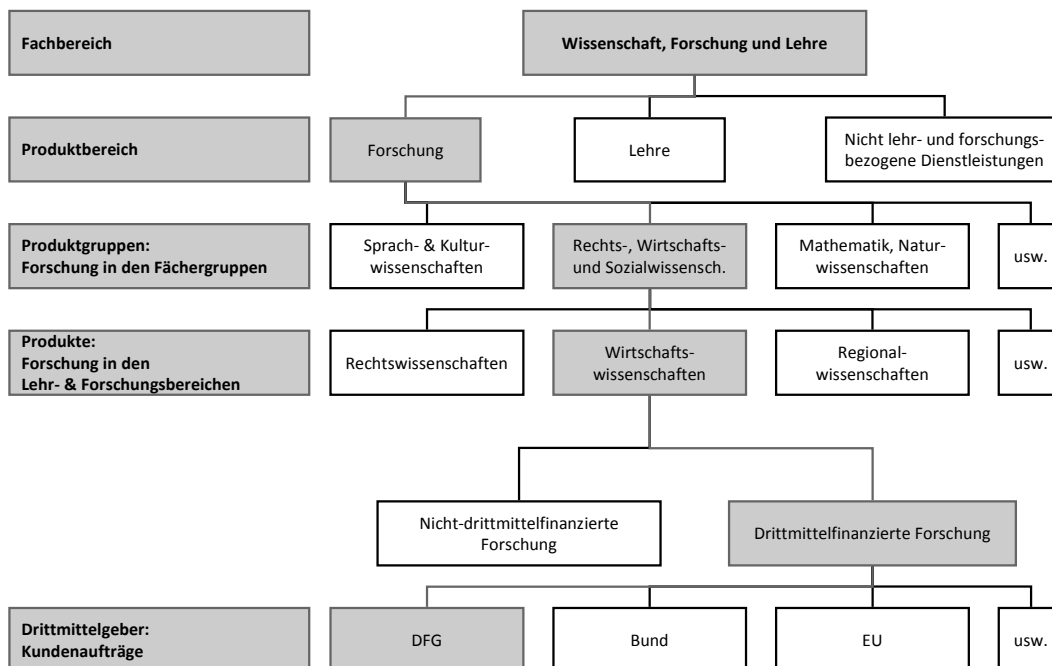 Fachbereich
Wissenschaft, Forschung und Lehre
Produktbereich
Forschung
Lehre
Nicht lehr- und forschungs-
bezogene Dienstleistungen
Produktgruppen:
Forschung in den Fächergruppen
Sprach- & Kultur-
wissenschaften
Rechts-, Wirtschafts-
und Sozialwissensch.
Mathematik, Natur-
wissenschaften
usw.
Produkte:
Forschung in den
Lehr- & Forschungsbereichen
Rechtswissenschaften
Wirtschafts-
wissenschaften
Regional-
wissenschaften
usw.
Nicht-drittmittelfinanzierte
Forschung
Drittmittelfinanzierte Forschung
Drittmittelgeber:
Kundenaufträge
DFG
Bund
EU
usw.